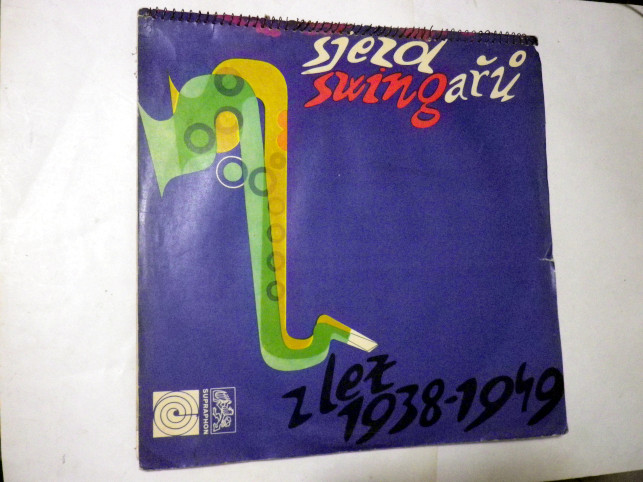 sjezd
swingařů
z let
1938-1949
SUPRAPHON